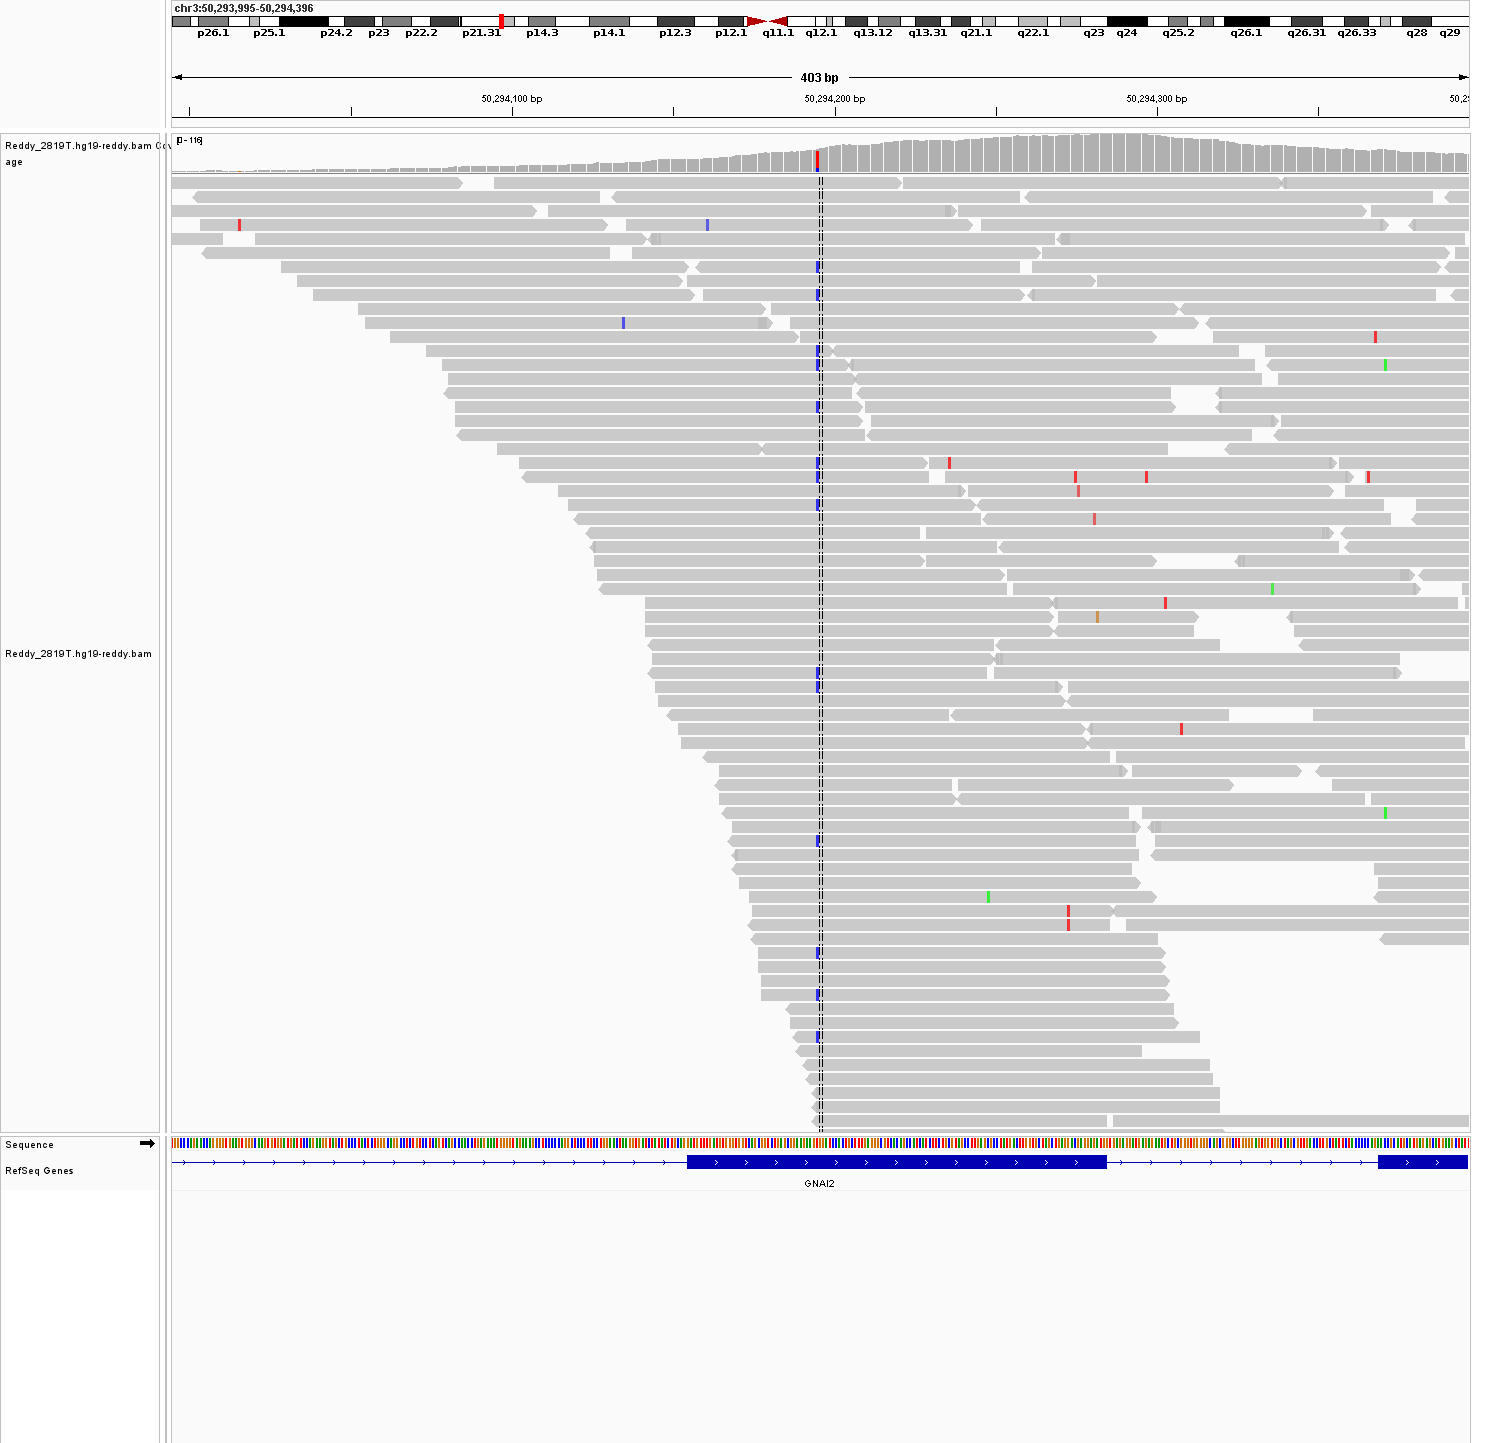 chr3:50,293,995-50,294,396
p26.1 p25.1 p24.2 p23 p22.2 p21.31 p14.3 p14.1 p12.3 p12.1 q11.1 q12.1 q13.12 q13.31 q21.1 q22.1 q23 q24 q25.2 q26.1 q26.31 q26.33 q28 q29
403 bp
50,294,100 bp 50,294,200 bp 50,294,300 bp 50,29
Reddy_2819T.hg19-reddy.bam Cov
age
[0 - 116]
Reddy_2819T.hg19-reddy.bam
Sequence
RefSeq Genes
GNAI2